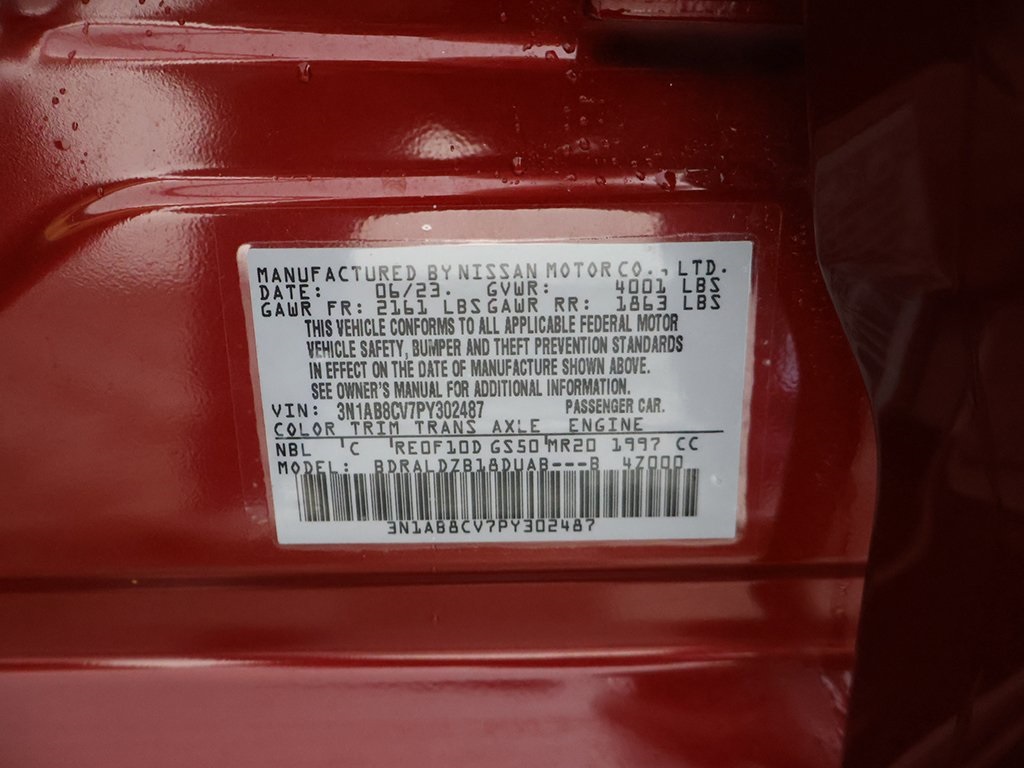 MANUFACTURED BY NISSAN MOTOR CO., LTD.
DATE: 06/23. GVWR: 4001 LBS
GAWR FR: 2161 LBS GAWR RR: 1863 LBS
THIS VEHICLE CONFORMS TO ALL APPLICABLE FEDERAL MOTOR
VEHICLE SAFETY, BUMPER AND THEFT PREVENTION STANDARDS
IN EFFECT ON THE DATE OF MANUFACTURE SHOWN ABOVE.
SEE OWNER'S MANUAL FOR ADDITIONAL INFORMATION.
VIN: 3N1AB8CV7PY302487 PASSENGER CAR.
COLOR TRIM TRANS AXLE ENGINE
NBL 'C RE0F10D GS50'MR20 1997 CC
MODEL: BDRALDZB18DUAB---B 4Z000
3N1AB8CV7PY302487